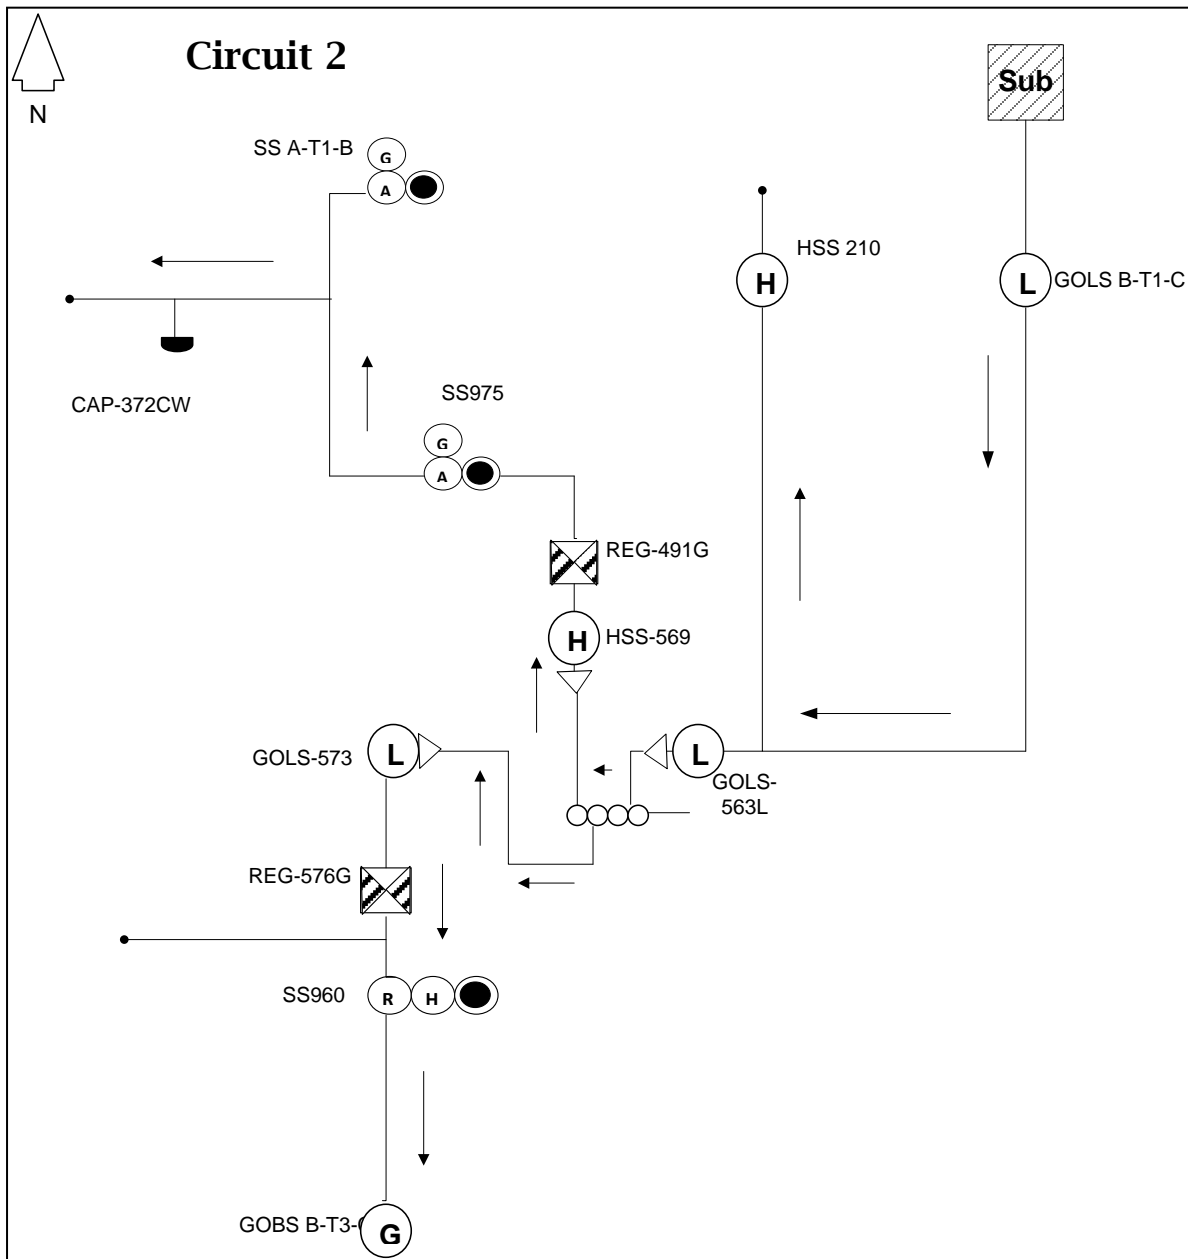 Circuit 2
Sub
N
SS A-T1-B
G
A
HSS 210
H
L
GOLS B-T1-C
SS975
CAP-372CW
G
A
REG-491G
H
HSS-569
GOLS-573
L
L
GOLS-
563L
REG-576G
SS960
R
H
GOBS B-T3-
G